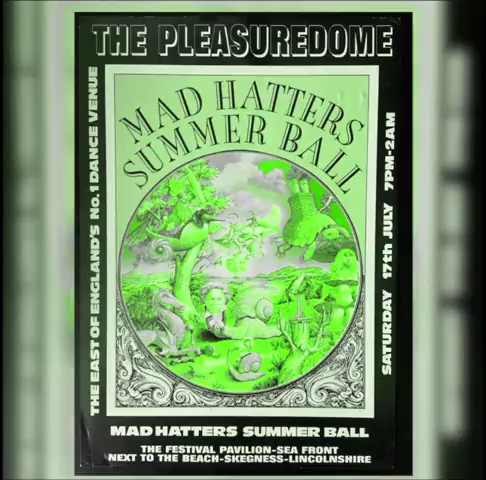 THE PLEASUREDOME
THE EAST OF ENGLAND'S No.1 DANCE VENUE
MAD HATTERS
SUMMER BALL
SATURDAY 17th JULY 7PM-2AM
MAD HATTERS SUMMER BALL
THE FESTIVAL PAVILION-SEA FRONT
NEXT TO THE BEACH-SKEGNESS-LINCOLNSHIRE